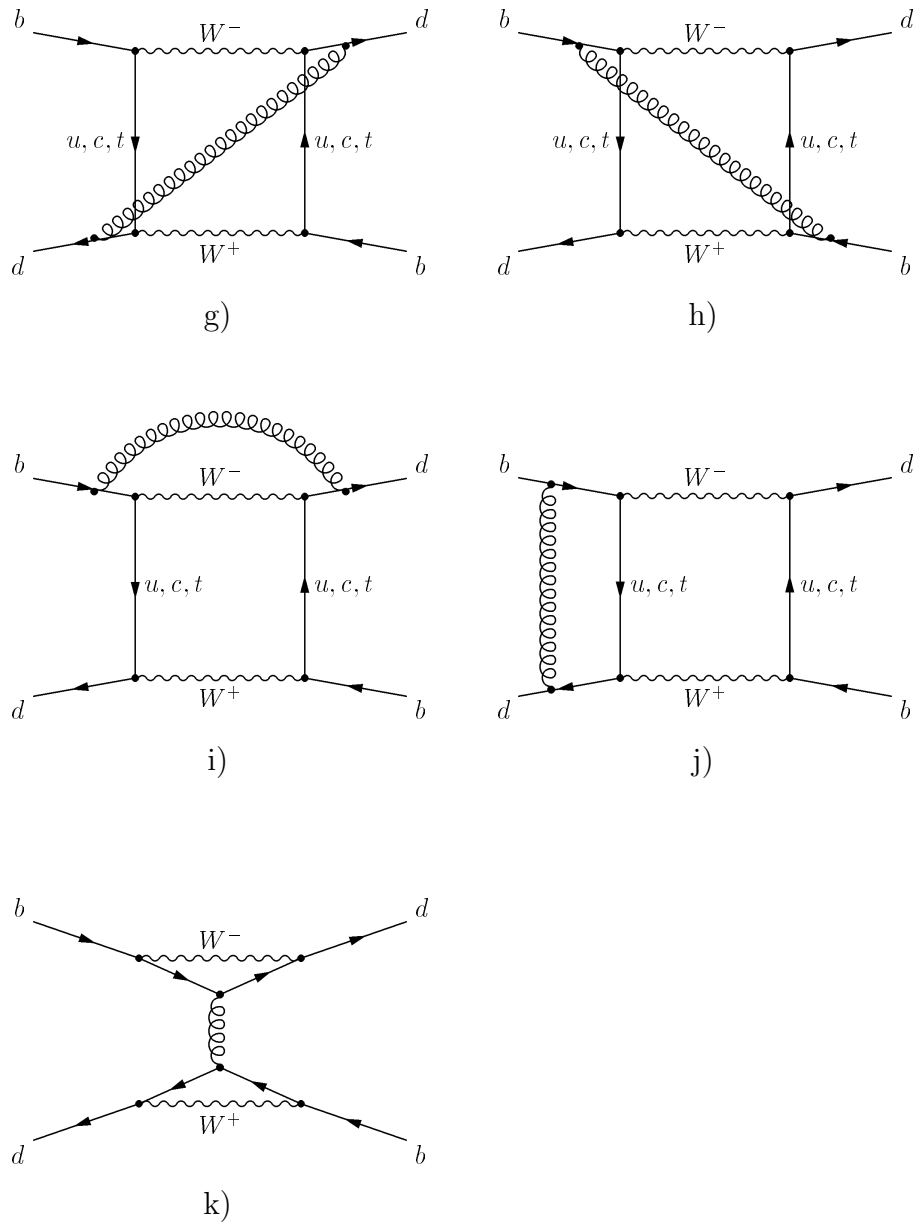 b W⁻ d
u, c, t u, c, t
d W⁺ b
g)
b W⁻ d
u, c, t u, c, t
d W⁺ b
h)
b W⁻ d
u, c, t u, c, t
d W⁺ b
i)
b W⁻ d
u, c, t u, c, t
d W⁺ b
j)
b W⁻ d
d W⁺ b
k)